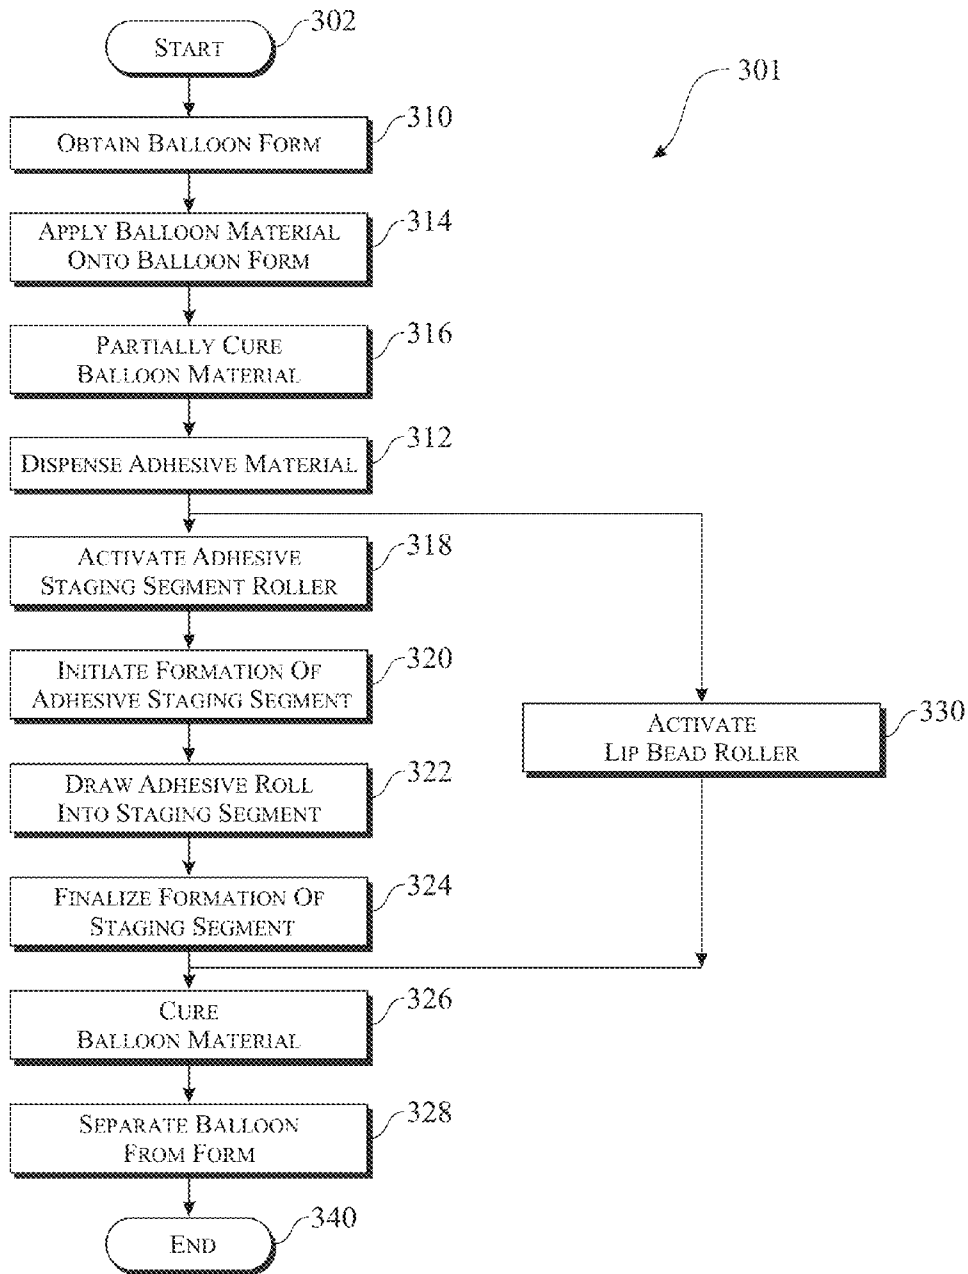 302
START
301
310
OBTAIN BALLOON FORM
314
APPLY BALLOON MATERIAL
ONTO BALLOON FORM
316
PARTIALLY CURE
BALLOON MATERIAL
312
DISPENSE ADHESIVE MATERIAL
318
ACTIVATE ADHESIVE
STAGING SEGMENT ROLLER
320
INITIATE FORMATION OF
ADHESIVE STAGING SEGMENT
330
ACTIVATE
LIP BEAD ROLLER
322
DRAW ADHESIVE ROLL
INTO STAGING SEGMENT
324
FINALIZE FORMATION OF
STAGING SEGMENT
326
CURE
BALLOON MATERIAL
328
SEPARATE BALLOON
FROM FORM
340
END